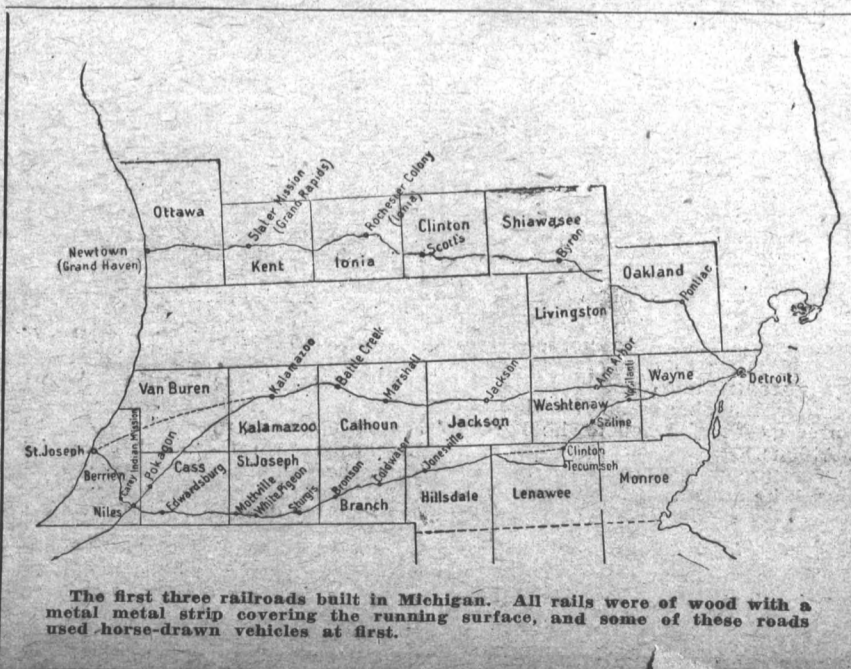 Ottawa
Slater Mission
(Grand Rapids)
Rochester Colony
(Ionia)
Clinton
Scott's
Shiawasee
Byron
Newtown
(Grand Haven)
Kent
Ionia
Oakland
Pontiac
Livingston
Van Buren
Kalamazoo
Battle Creek
Marshall
Jackson
Ann Arbor
Ypsilanti
Wayne
Detroit
Kalamazoo
Calhoun
Jackson
Washtenaw
Saline
St.Joseph
Carey Indian Mission
Pokagon
Cass
St.Joseph
Berrien
Niles
Edwardsburg
Mottville
White Pigeon
Sturgis
Bronson
Coldwater
Jonesville
Branch
Hillsdale
Clinton
Tecumseh
Lenawee
Monroe
The first three railroads built in Michigan. All rails were of wood with a
metal metal strip covering the running surface, and some of these roads
used horse-drawn vehicles at first.